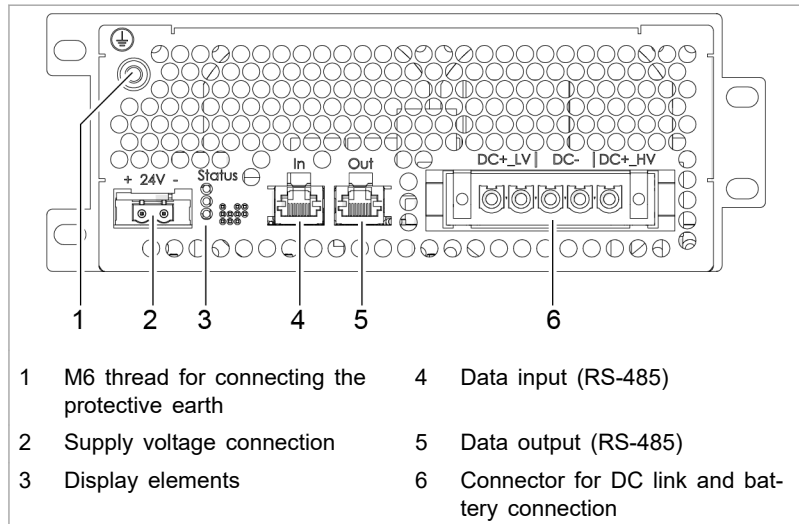 In Out DC+_LV DC- DC+_HV
+ 24V - Status
1 2 3 4 5 6
1 M6 thread for connecting the
protective earth
2 Supply voltage connection
3 Display elements
4 Data input (RS-485)
5 Data output (RS-485)
6 Connector for DC link and bat-
tery connection